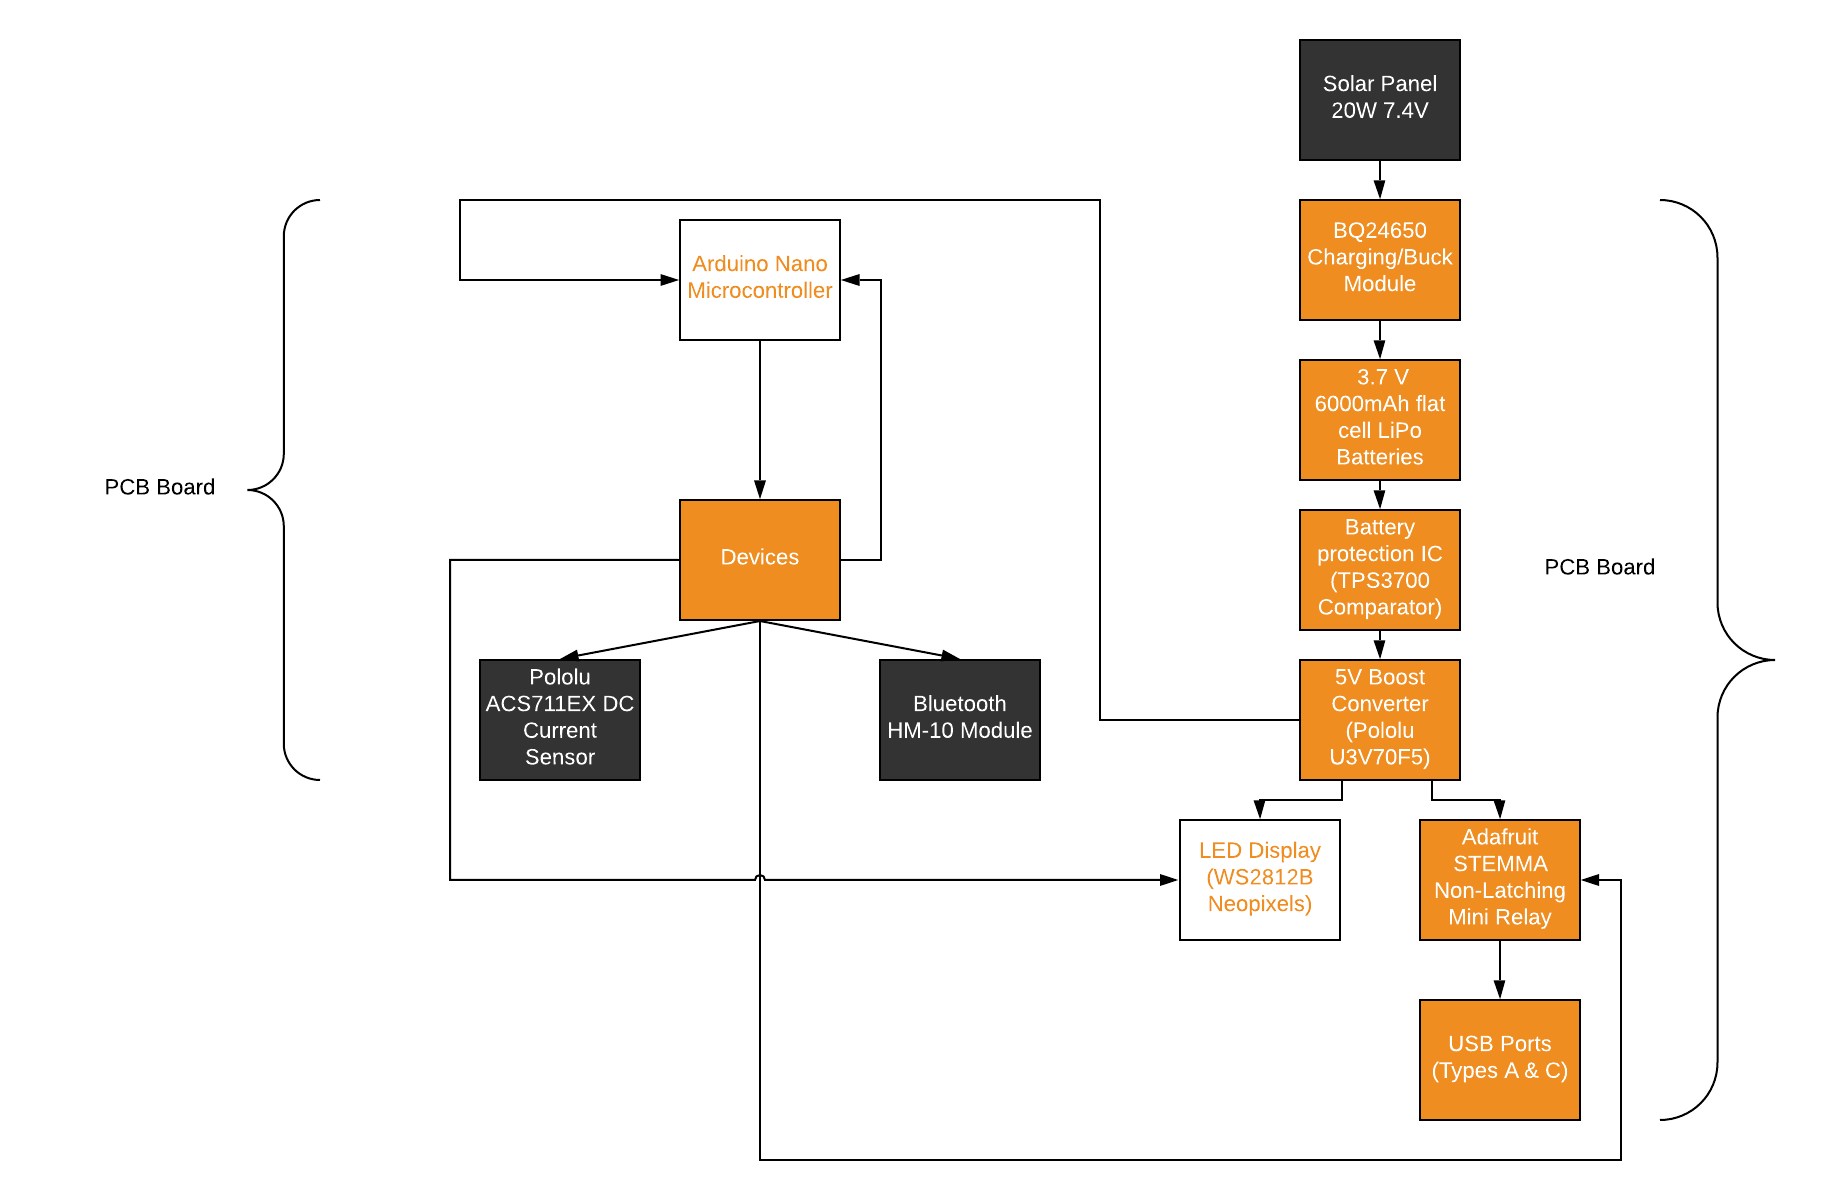 Solar Panel
20W 7.4V
BQ24650
Charging/Buck
Module
Arduino Nano
Microcontroller
3.7 V
6000mAh flat
cell LiPo
Batteries
PCB Board
Battery
protection IC
(TPS3700
Comparator)
PCB Board
Devices
Pololu
ACS711EX DC
Current
Sensor
Bluetooth
HM-10 Module
5V Boost
Converter
(Pololu
U3V70F5)
LED Display
(WS2812B
Neopixels)
Adafruit
STEMMA
Non-Latching
Mini Relay
USB Ports
(Types A & C)